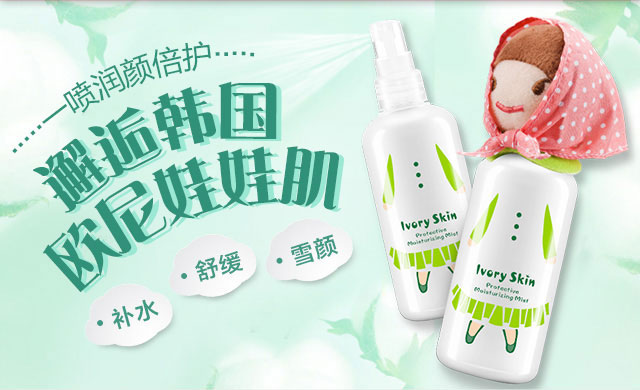 一喷润颜倍护
邂逅韩国
欧尼娃娃肌
补水
舒缓
雪颜
Ivory Skin
Protective
Moisturizing Mist
Ivory Skin
Protective
Moisturizing Mist